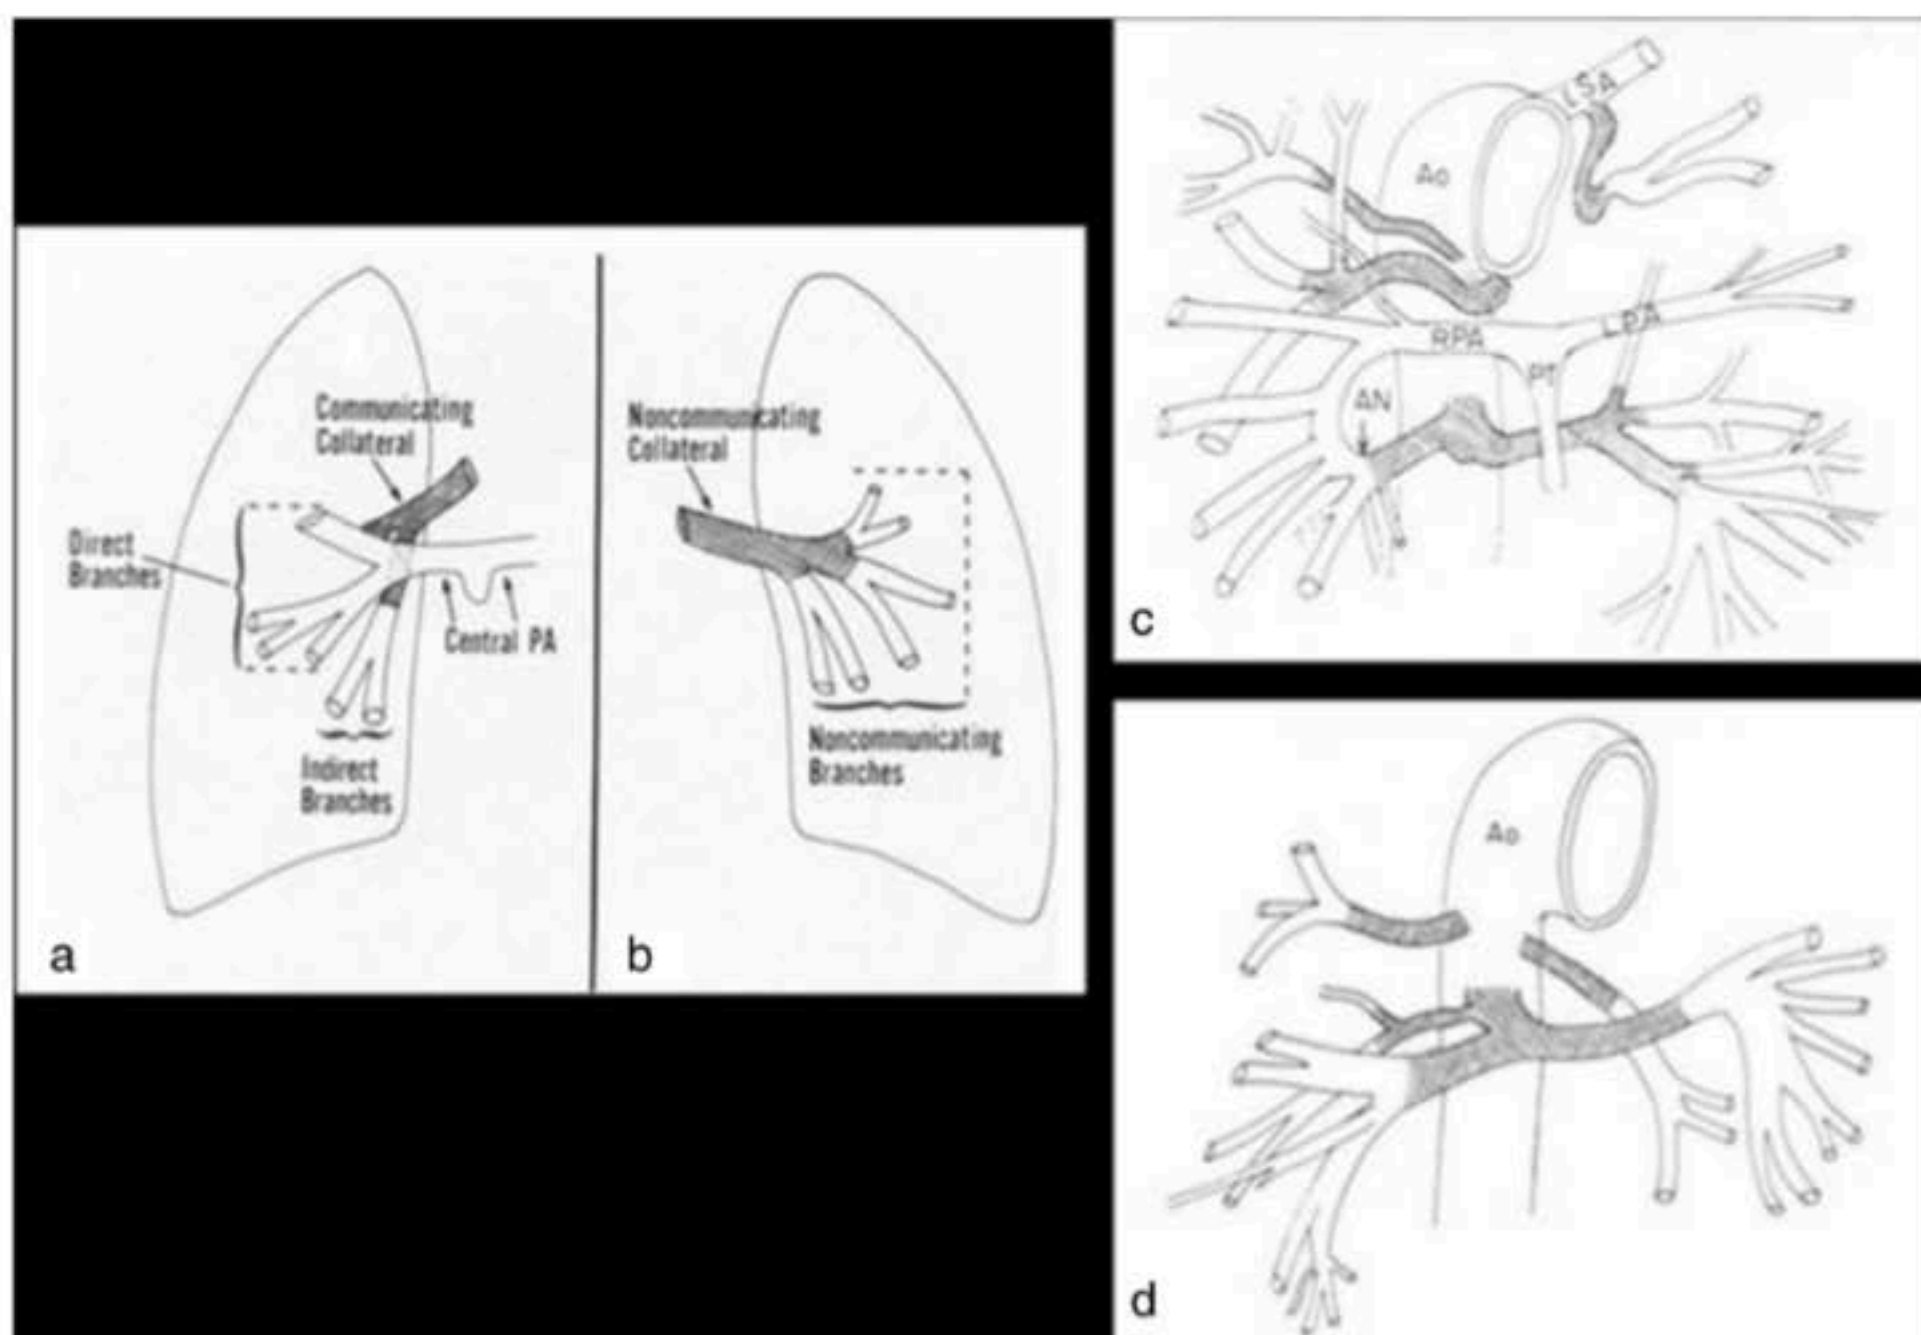 Communicating
Collateral
Direct
Branches
Central PA
Indirect
Branches
a
Noncommunicating
Collateral
Noncommunicating
Branches
b
LSA
Ao
RPA
LPA
PT
AN
c
Ao
d